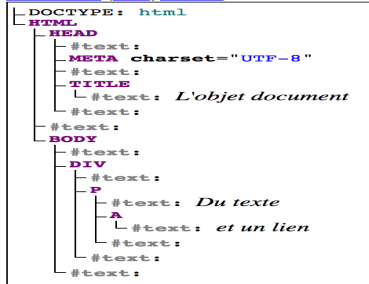 DOCTYPE: html
HTML
HEAD
#text:
META charset="UTF-8"
#text:
TITLE
#text: L'objet document
#text:
#text:
BODY
#text:
DIV
#text:
P
#text: Du texte
A
#text: et un lien
#text:
#text:
#text: